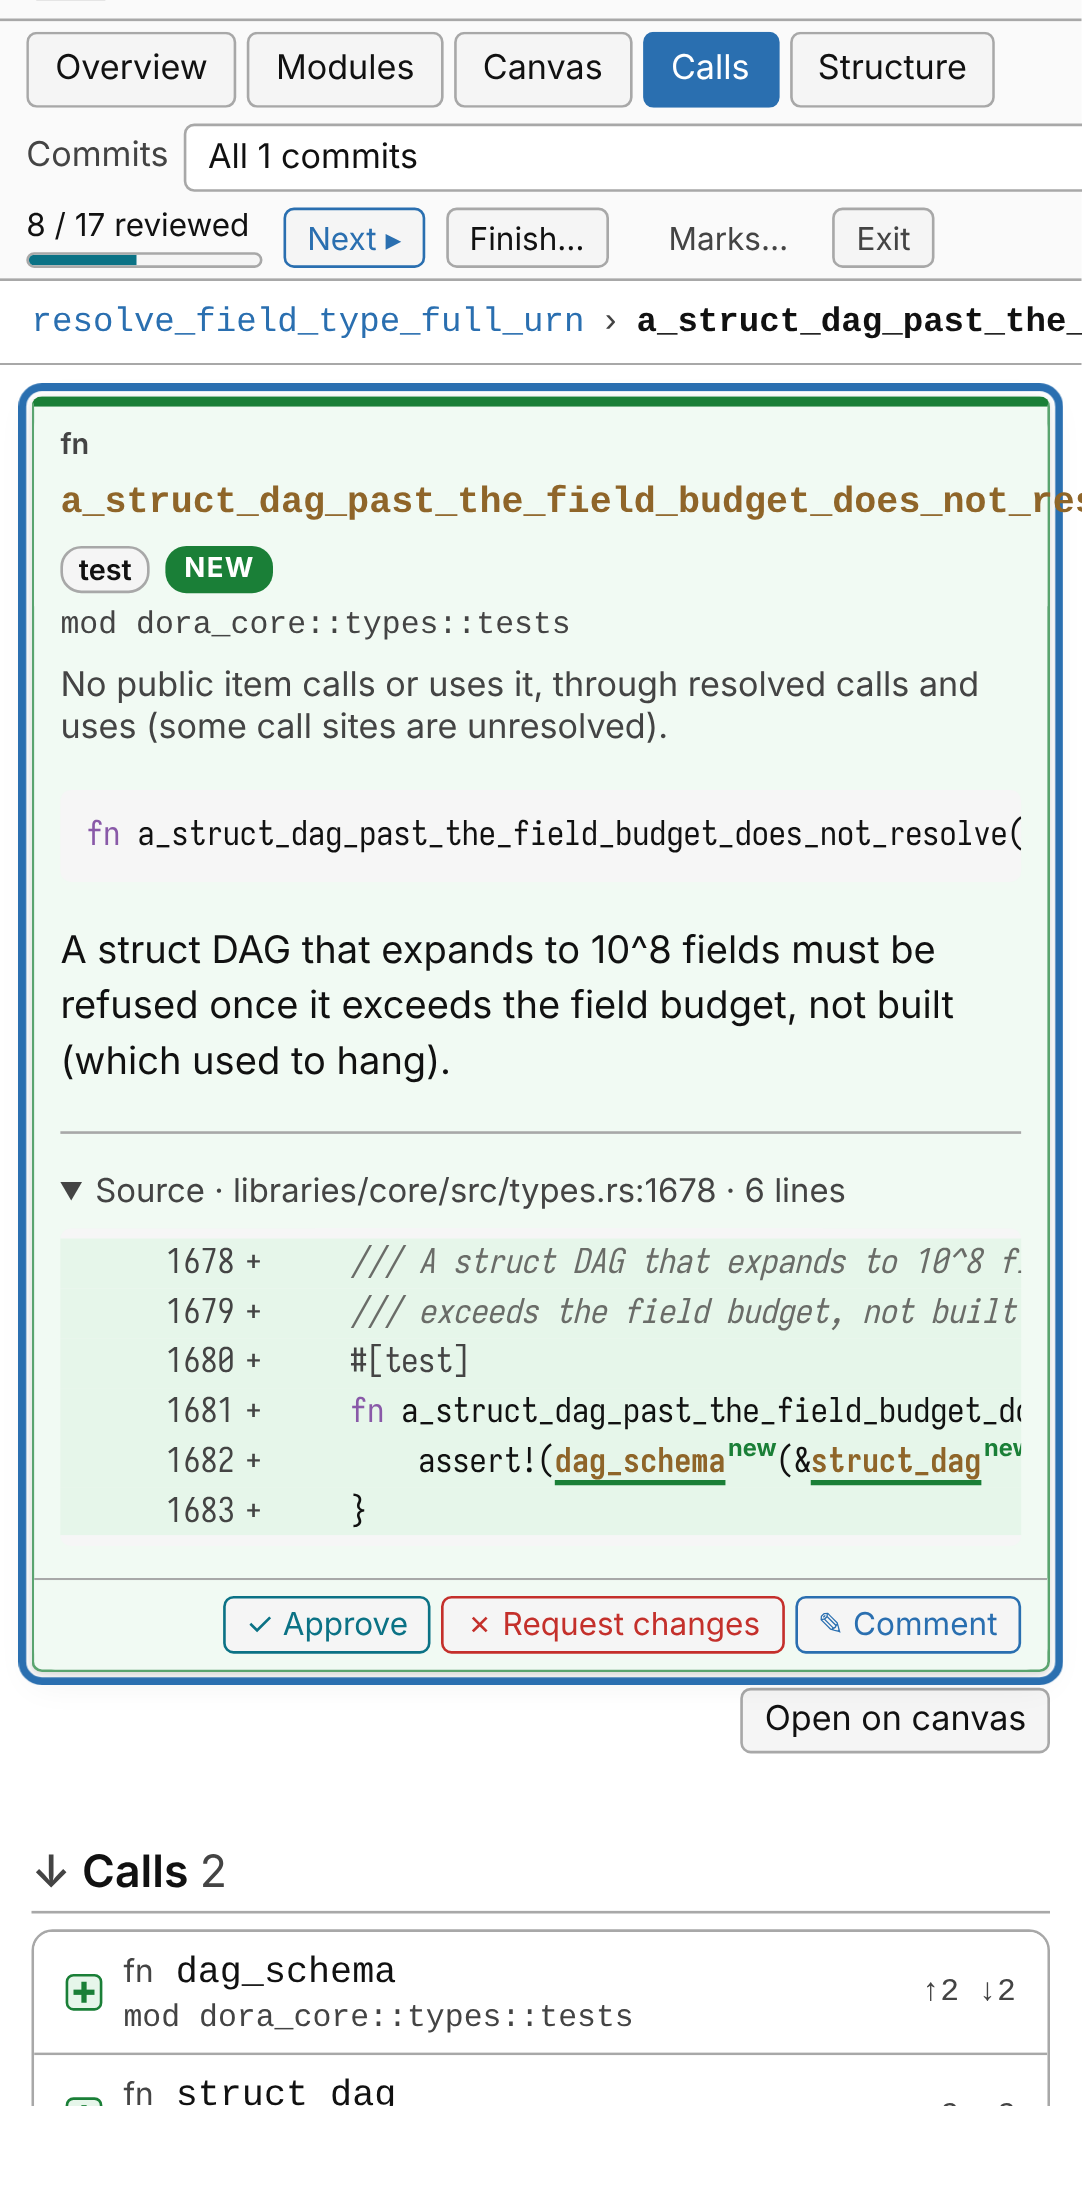 Overview Modules Canvas Calls Structure
Commits All 1 commits
8 / 17 reviewed Next ▸ Finish... Marks... Exit
resolve_field_type_full_urn › a_struct_dag_past_the_
fn
a_struct_dag_past_the_field_budget_does_not_res
test NEW
mod dora_core::types::tests
No public item calls or uses it, through resolved calls and
uses (some call sites are unresolved).
fn a_struct_dag_past_the_field_budget_does_not_resolve(
A struct DAG that expands to 10^8 fields must be
refused once it exceeds the field budget, not built
(which used to hang).
▼ Source · libraries/core/src/types.rs:1678 · 6 lines
1678 + /// A struct DAG that expands to 10^8 fi
1679 + /// exceeds the field budget, not built
1680 + #[test]
1681 + fn a_struct_dag_past_the_field_budget_do
1682 + assert!(dag_schema new(&struct_dag new
1683 + }
✓ Approve × Request changes ✎ Comment
Open on canvas
↓ Calls 2
fn dag_schema ↑2 ↓2
mod dora_core::types::tests
fn struct_dag